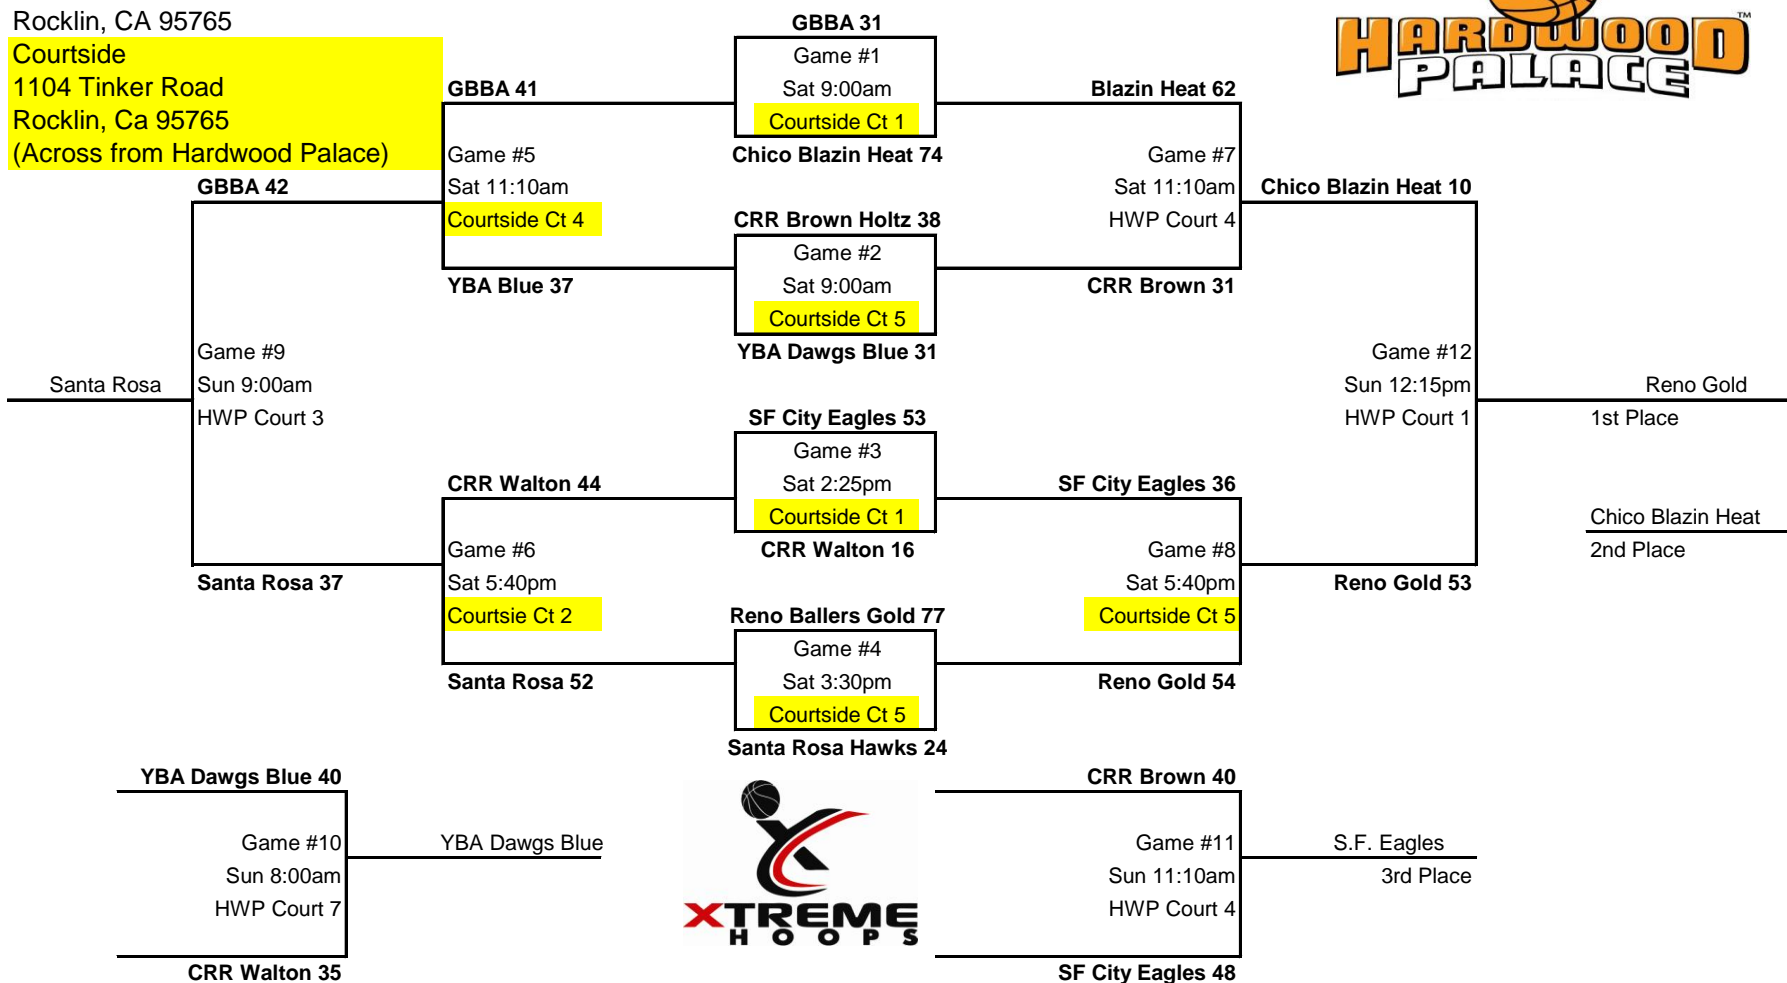 Rocklin, CA 95765
Courtside
1104 Tinker Road
Rocklin, Ca 95765
(Across from Hardwood Palace)
HARDWOOD
PALACE
™
GBBA 31
Game #1
Sat 9:00am
Courtside Ct 1
Chico Blazin Heat 74
GBBA 41
Game #5
Sat 11:10am
Courtside Ct 4
YBA Blue 37
Blazin Heat 62
Game #7
Sat 11:10am
HWP Court 4
CRR Brown 31
CRR Brown Holtz 38
Game #2
Sat 9:00am
Courtside Ct 5
YBA Dawgs Blue 31
GBBA 42
Game #9
Sun 9:00am
HWP Court 3
Santa Rosa 37
Santa Rosa
Chico Blazin Heat 10
Game #12
Sun 12:15pm
HWP Court 1
Reno Gold 53
Reno Gold
1st Place
Chico Blazin Heat
2nd Place
SF City Eagles 53
Game #3
Sat 2:25pm
Courtside Ct 1
CRR Walton 16
CRR Walton 44
Game #6
Sat 5:40pm
Courtsie Ct 2
Santa Rosa 52
SF City Eagles 36
Game #8
Sat 5:40pm
Courtside Ct 5
Reno Gold 54
Reno Ballers Gold 77
Game #4
Sat 3:30pm
Courtside Ct 5
Santa Rosa Hawks 24
YBA Dawgs Blue 40
Game #10
Sun 8:00am
HWP Court 7
CRR Walton 35
YBA Dawgs Blue
XTREME
HOOPS
CRR Brown 40
Game #11
Sun 11:10am
HWP Court 4
SF City Eagles 48
S.F. Eagles
3rd Place